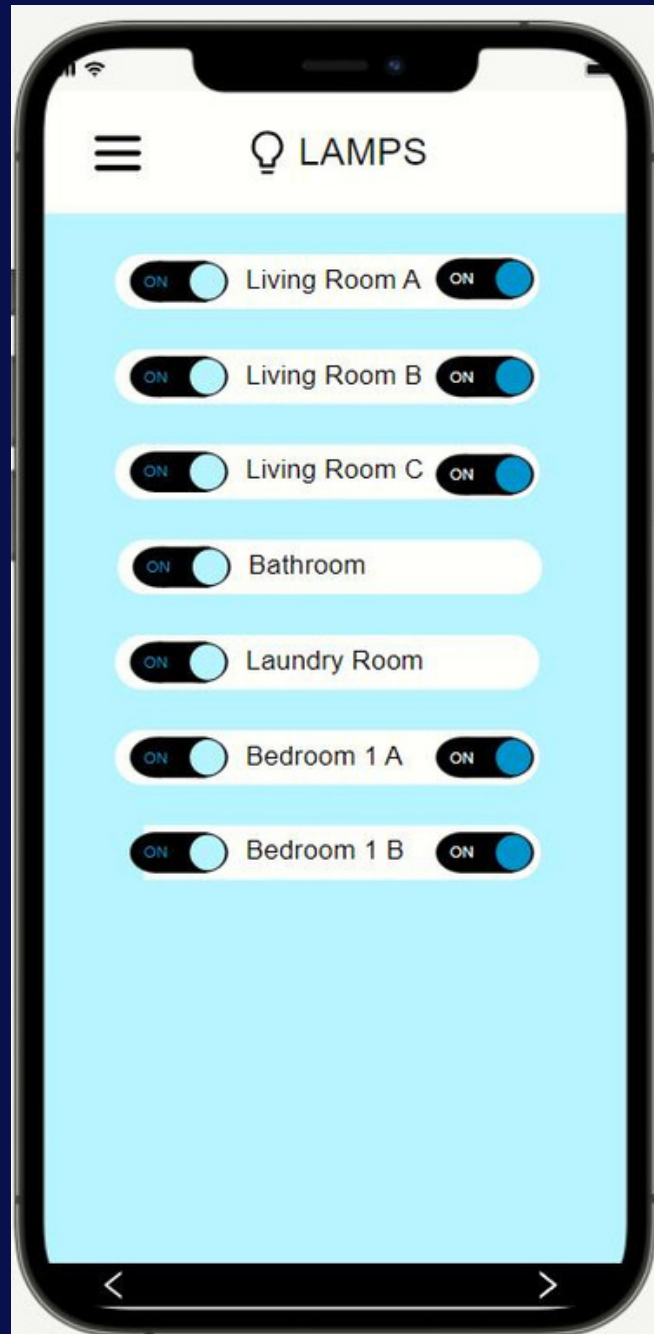 LAMPS
ON Living Room A ON
ON Living Room B ON
ON Living Room C ON
ON Bathroom
ON Laundry Room
ON Bedroom 1 A ON
ON Bedroom 1 B ON